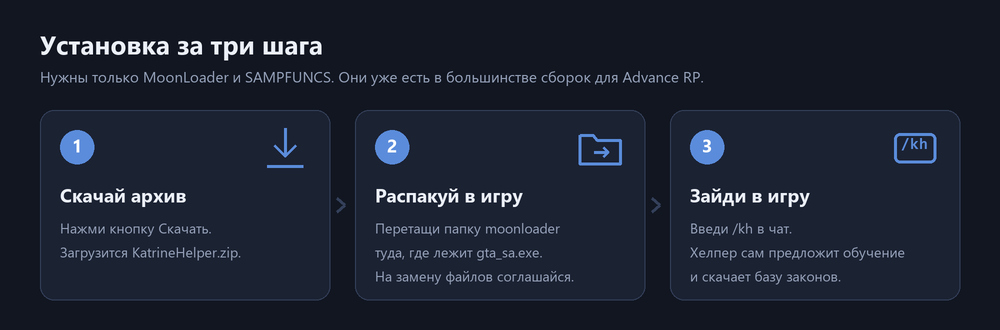 Установка за три шага
Нужны только MoonLoader и SAMPFUNCS. Они уже есть в большинстве сборок для Advance RP.
1
Скачай архив
Нажми кнопку Скачать.
Загрузится KatrineHelper.zip.
2
Распакуй в игру
Перетащи папку moonloader
туда, где лежит gta_sa.exe.
На замену файлов соглашайся.
3
/kh
Зайди в игру
Введи /kh в чат.
Хелпер сам предложит обучение
и скачает базу законов.